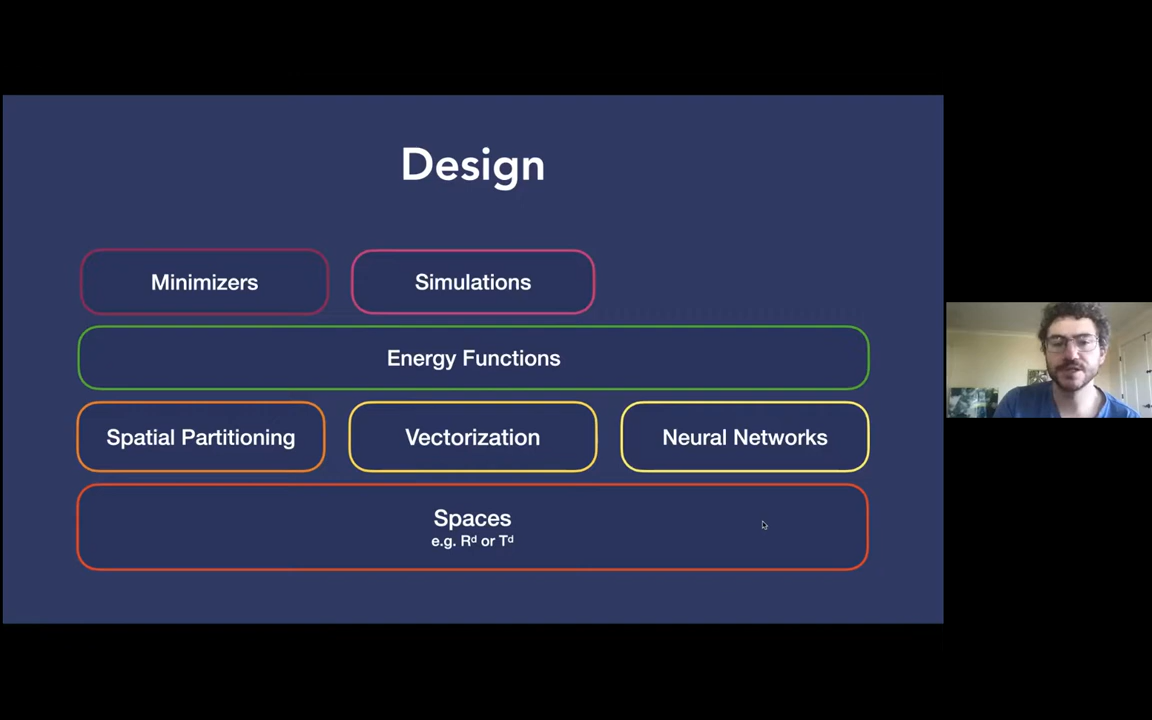 Design
Minimizers
Simulations
Energy Functions
Spatial Partitioning
Vectorization
Neural Networks
Spaces
e.g. Rᵈ or Tᵈ